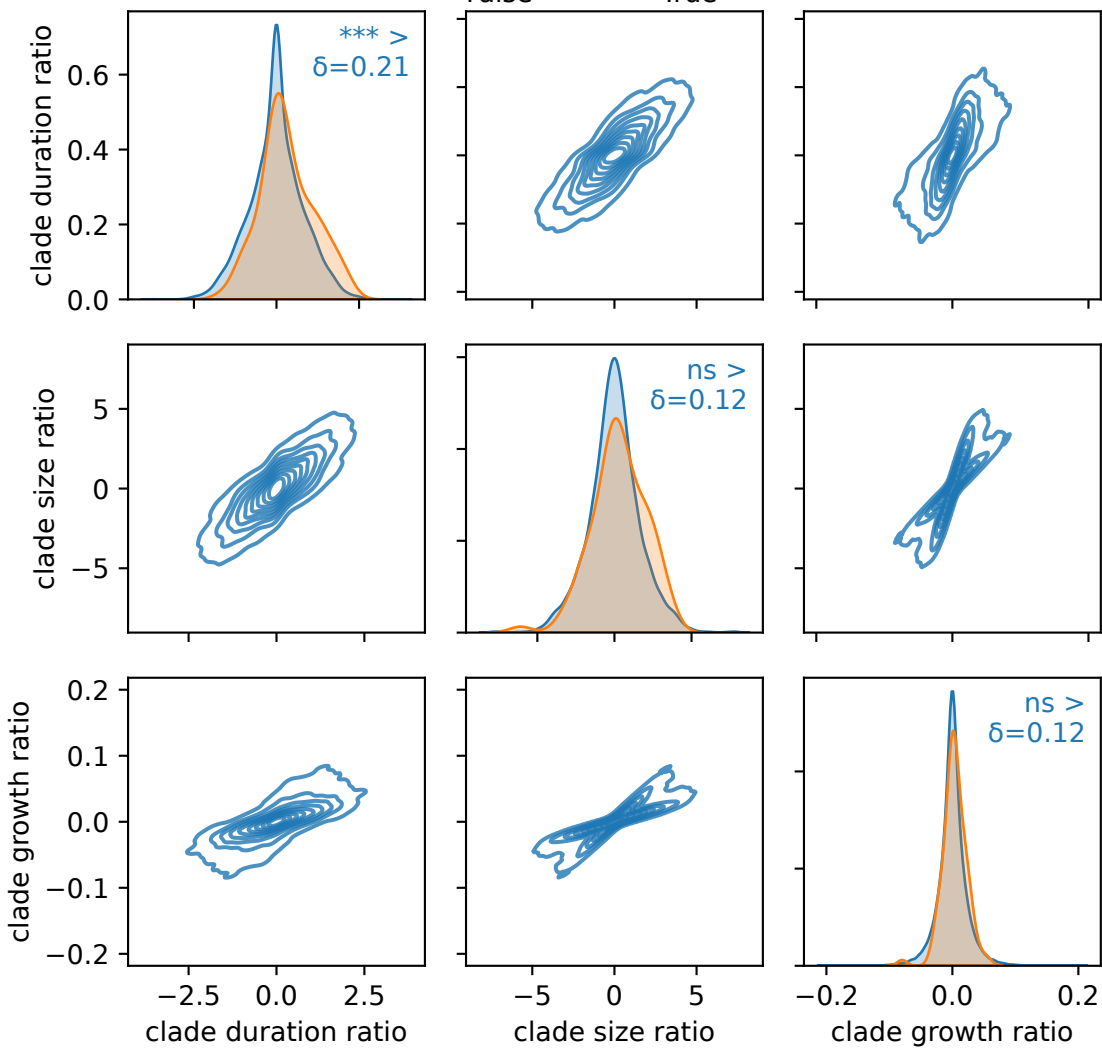 False True
clade duration ratio
0.6
0.4
0.2
0.0
*** >
δ=0.21
clade size ratio
5
0
−5
ns >
δ=0.12
clade growth ratio
0.2
0.1
0.0
−0.1
−0.2
ns >
δ=0.12
−2.5 0.0 2.5
−5 0 5
−0.2 0.0 0.2
clade duration ratio
clade size ratio
clade growth ratio